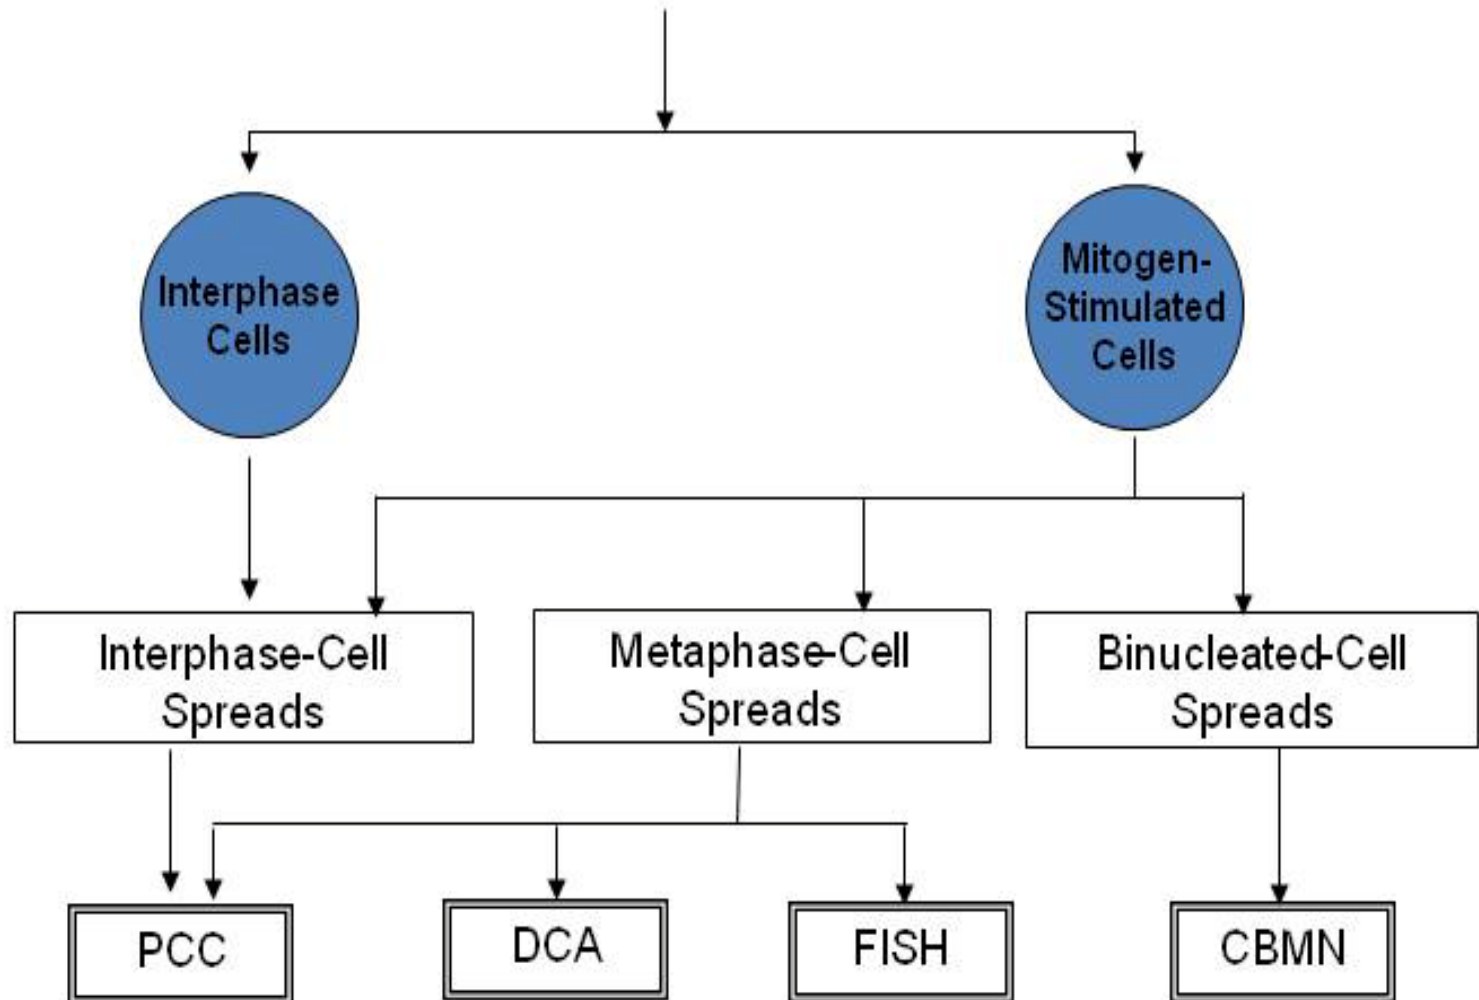 Interphase
Cells
Mitogen-
Stimulated
Cells
Interphase-Cell
Spreads
Metaphase-Cell
Spreads
Binucleated-Cell
Spreads
PCC
DCA
FISH
CBMN